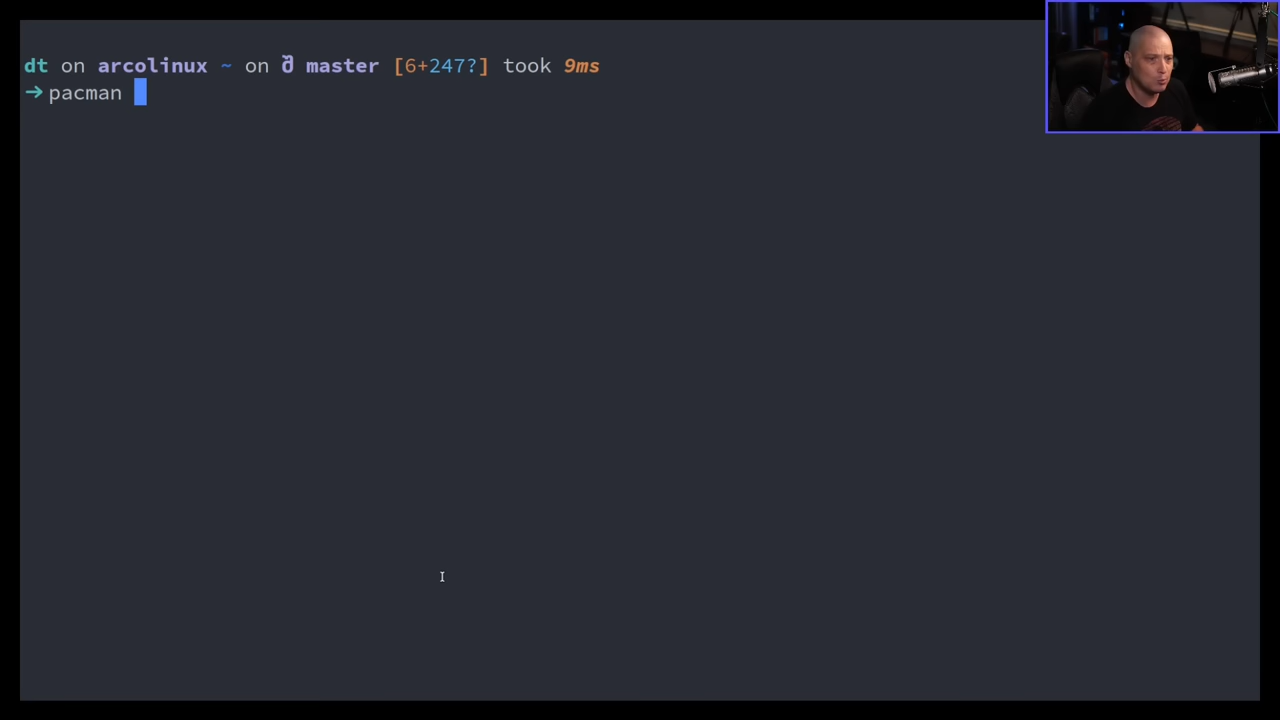 dt on arcolinux ~ on ð master [6+247?] took 9ms
➜ pacman